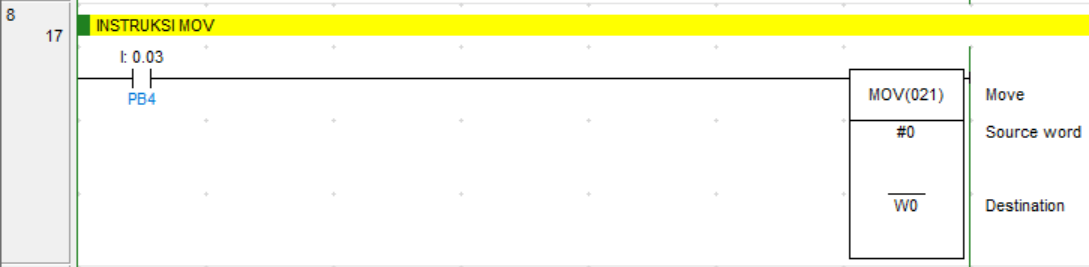 8
17
INSTRUKSI MOV
I: 0.03
PB4
MOV(021)
Move
#0
Source word
W0
Destination